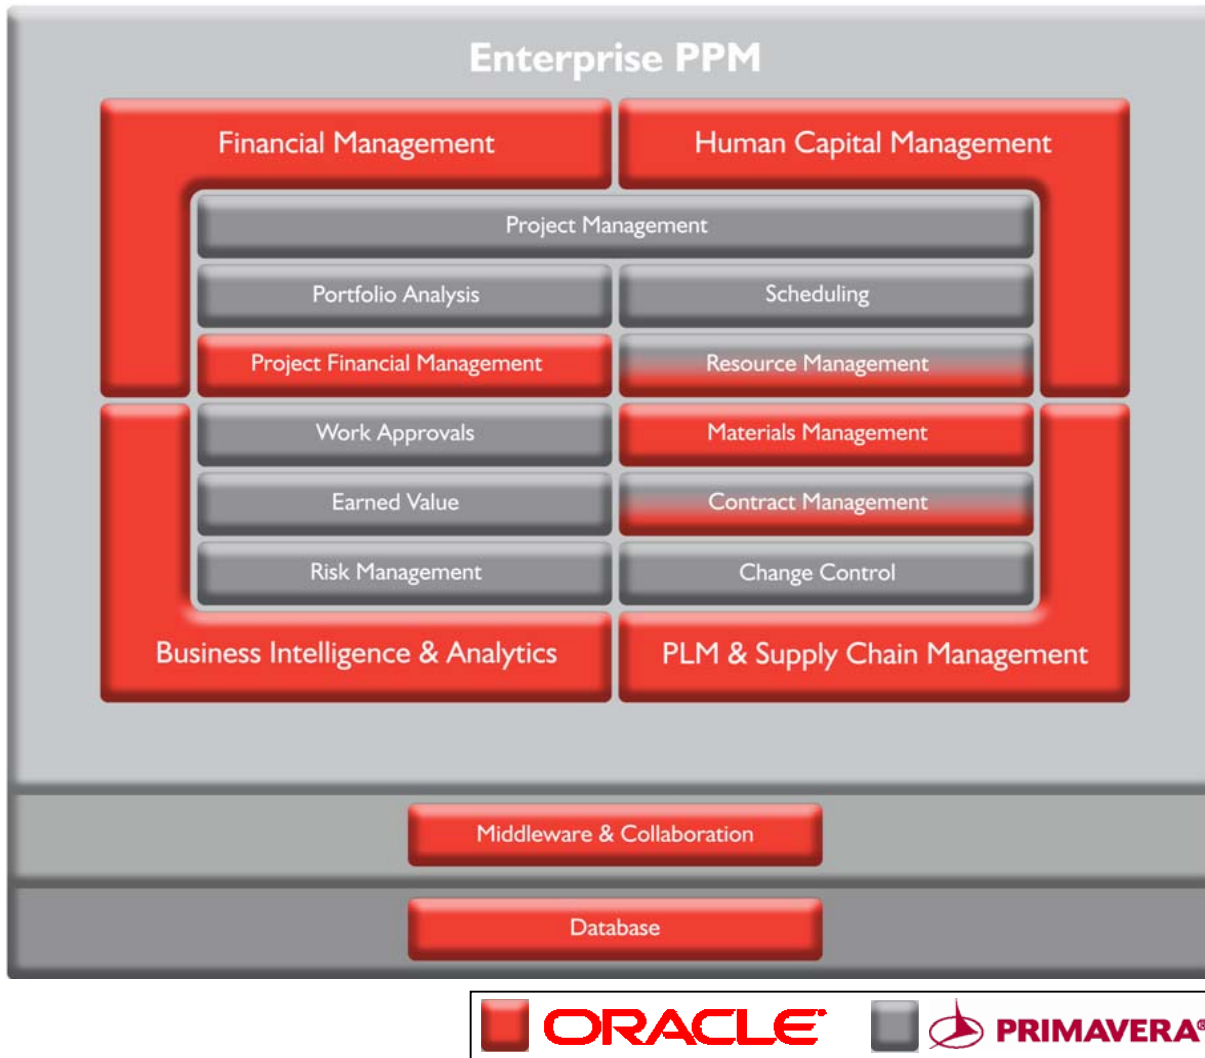 Enterprise PPM
Financial Management
Human Capital Management
Project Management
Portfolio Analysis
Scheduling
Project Financial Management
Resource Management
Work Approvals
Materials Management
Earned Value
Contract Management
Risk Management
Change Control
Business Intelligence & Analytics
PLM & Supply Chain Management
Middleware & Collaboration
Database
ORACLE
PRIMAVERA®